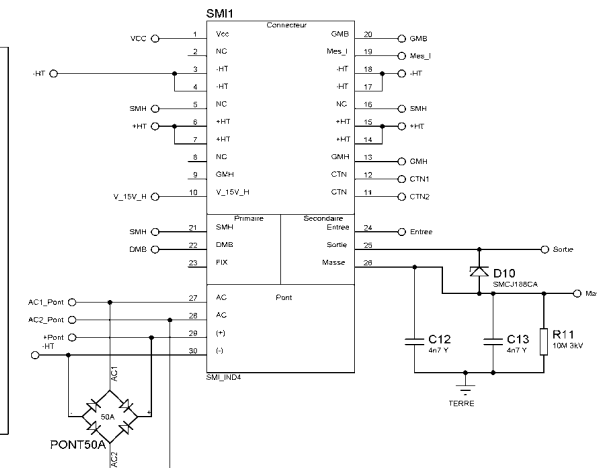 SMI1
Connecteur
VCC 1 Vcc GMB 20 GMB
2 NC Mes_I 19 Mes_I
-HT 3 -HT -HT 18 -HT
4 -HT -HT 17
SMH 5 NC NC 16 SMH
+HT 6 +HT +HT 15 +HT
7 +HT +HT 14
8 NC GMH 13 GMH
9 GMH CTN 12 CTN1
V_15V_H 10 V_15V_H CTN 11 CTN2
Primaire Secondaire
SMH 21 SMH Entree 24 Entree
DMB 22 DMB Sortie 25 Sortie
23 FIX Masse 26
D10
SMCJ188CA
Ma
AC1_Pont 27 AC Pont
AC2_Pont 28 AC
+Pont 29 (+)
-HT 30 (-)
SMI_IND4
C12
4n7 Y
C13
4n7 Y
R11
10M 3kV
TERRE
AC1
- 50A +
PONT50A
AC2